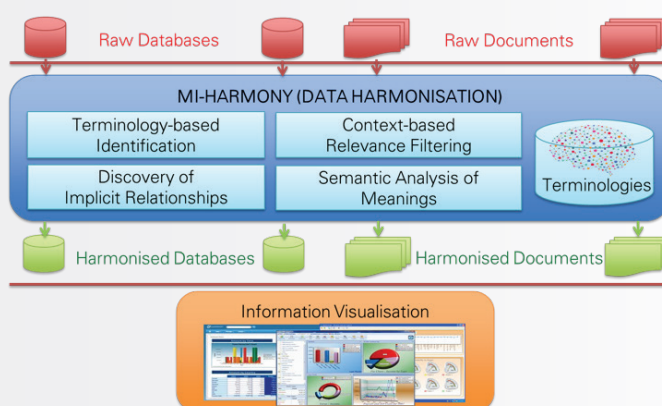 Raw Databases
Raw Documents
MI-HARMONY (DATA HARMONISATION)
Terminology-based
Identification
Context-based
Relevance Filtering
Discovery of
Implicit Relationships
Semantic Analysis of
Meanings
Terminologies
Harmonised Databases
Harmonised Documents
Information Visualisation